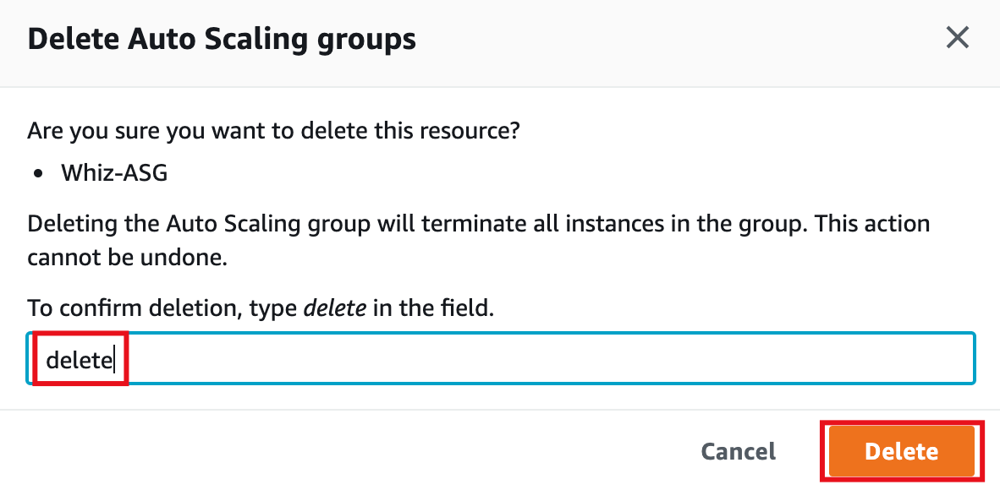 Delete Auto Scaling groups
Are you sure you want to delete this resource?
• Whiz-ASG
Deleting the Auto Scaling group will terminate all instances in the group. This action
cannot be undone.
To confirm deletion, type delete in the field.
delete
Cancel
Delete